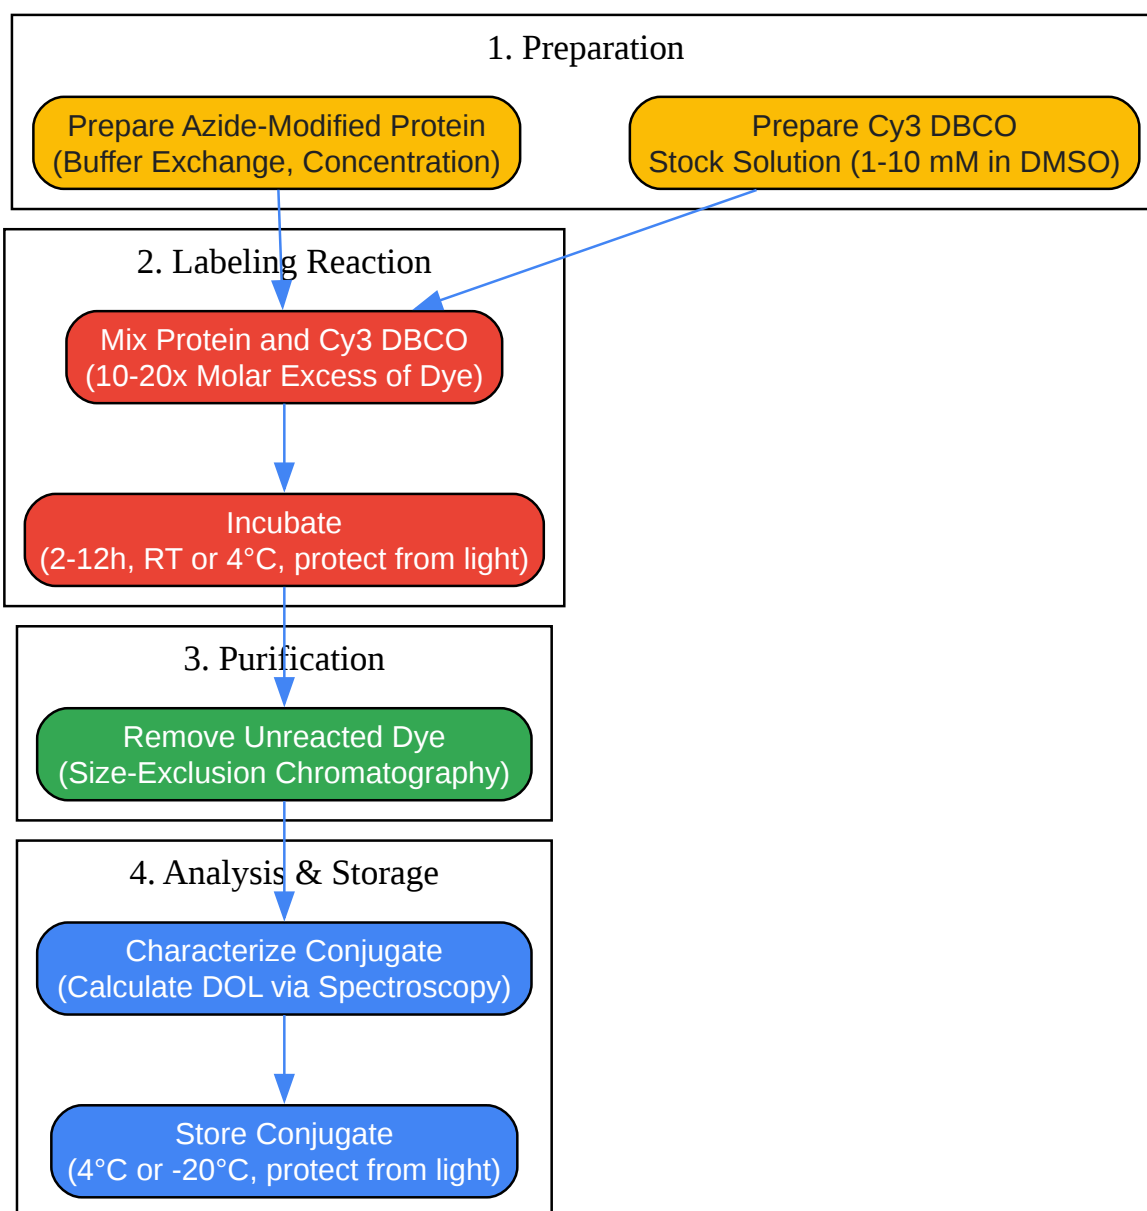 1. Preparation
Prepare Azide-Modified Protein
(Buffer Exchange, Concentration)
Prepare Cy3 DBCO
Stock Solution (1-10 mM in DMSO)
2. Labeling Reaction
Mix Protein and Cy3 DBCO
(10-20x Molar Excess of Dye)
Incubate
(2-12h, RT or 4°C, protect from light)
3. Purification
Remove Unreacted Dye
(Size-Exclusion Chromatography)
4. Analysis & Storage
Characterize Conjugate
(Calculate DOL via Spectroscopy)
Store Conjugate
(4°C or -20°C, protect from light)